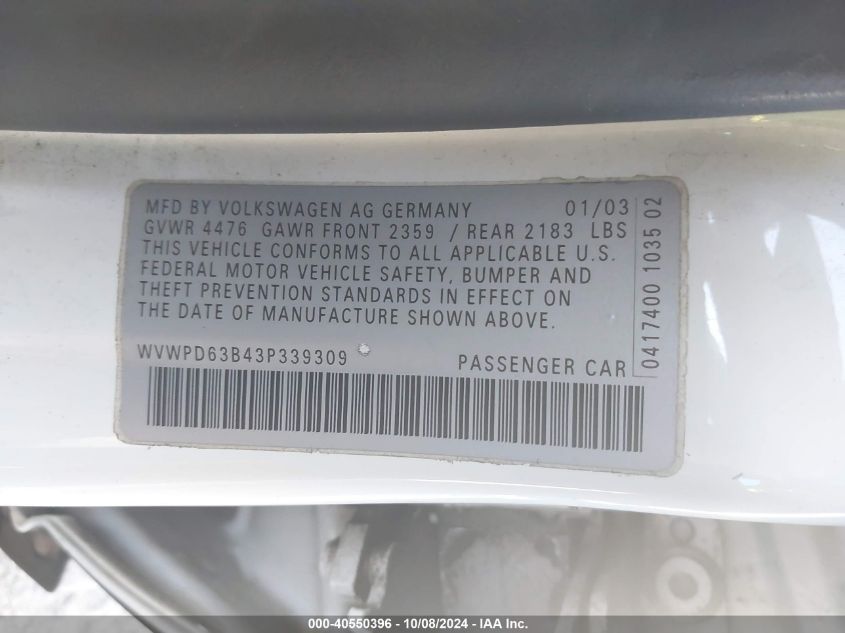 MFD BY VOLKSWAGEN AG GERMANY 01/03
GVWR 4476 GAWR FRONT 2359 / REAR 2183 LBS
THIS VEHICLE CONFORMS TO ALL APPLICABLE U.S.
FEDERAL MOTOR VEHICLE SAFETY, BUMPER AND
THEFT PREVENTION STANDARDS IN EFFECT ON
THE DATE OF MANUFACTURE SHOWN ABOVE.
WVWPD63B43P339309 PASSENGER CAR
0417400 1035 02
000-40550396 - 10/08/2024 - IAA Inc.